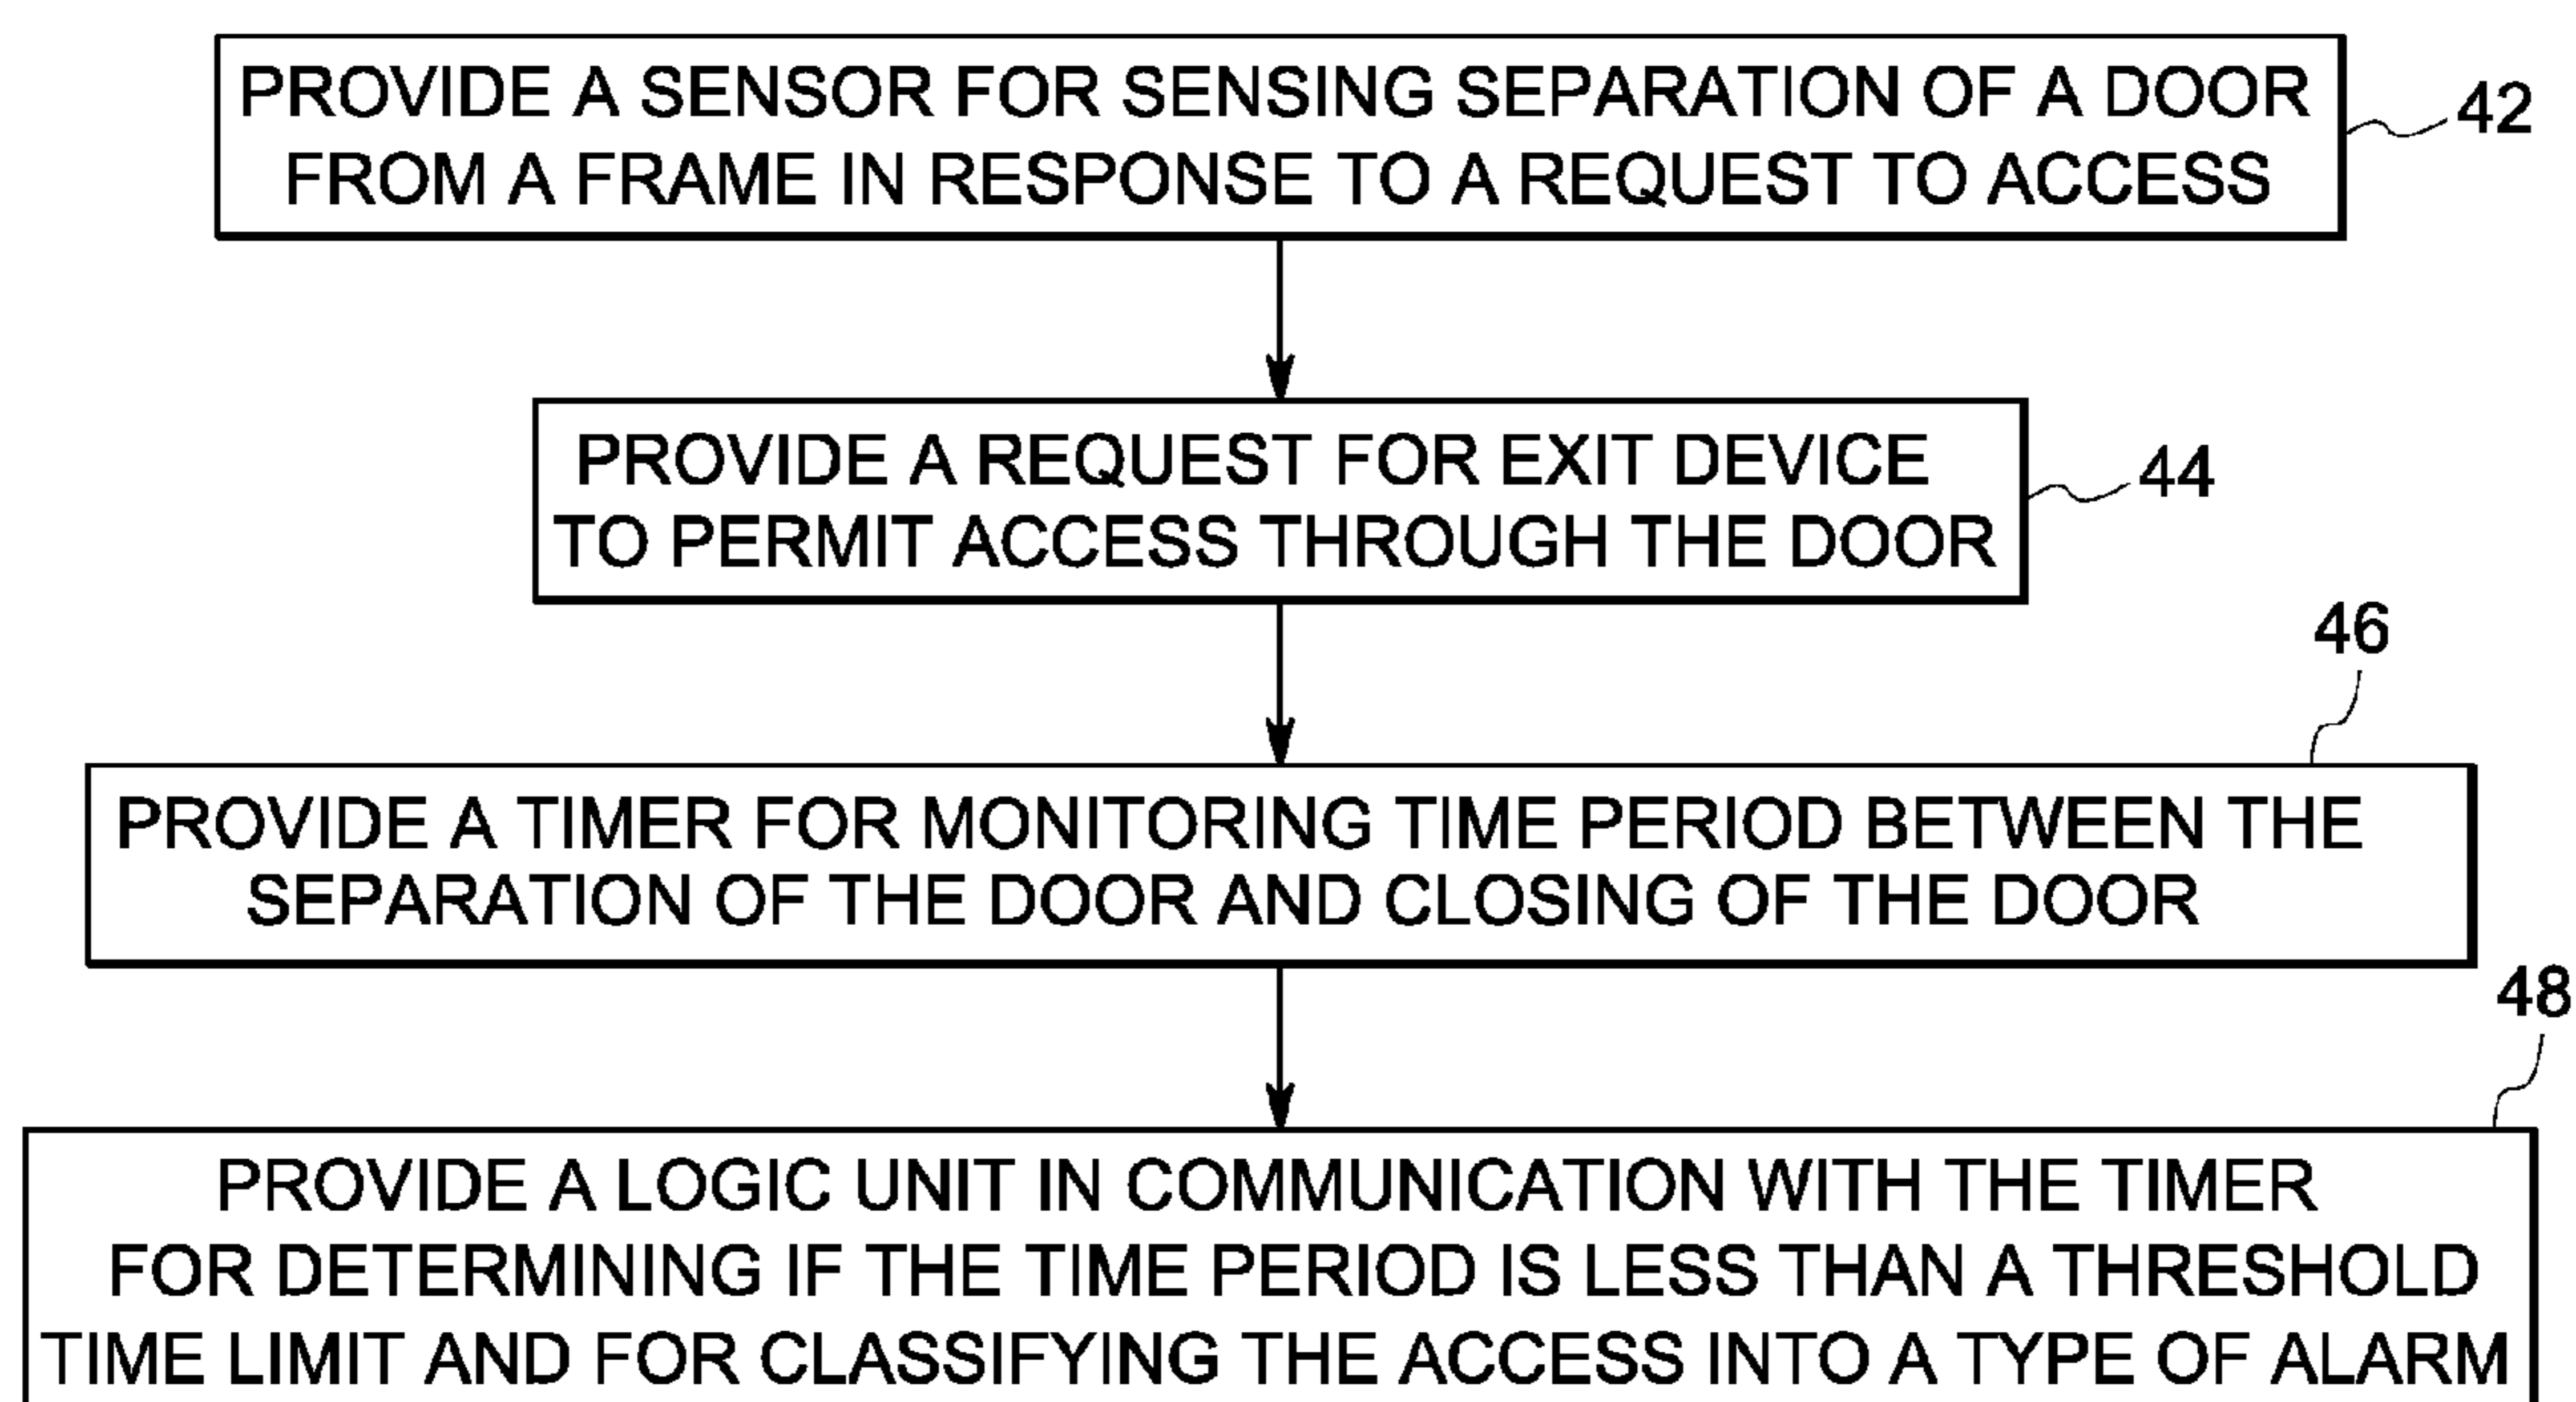 PROVIDE A SENSOR FOR SENSING SEPARATION OF A DOOR
FROM A FRAME IN RESPONSE TO A REQUEST TO ACCESS
42
PROVIDE A REQUEST FOR EXIT DEVICE
TO PERMIT ACCESS THROUGH THE DOOR
44
46
PROVIDE A TIMER FOR MONITORING TIME PERIOD BETWEEN THE
SEPARATION OF THE DOOR AND CLOSING OF THE DOOR
48
PROVIDE A LOGIC UNIT IN COMMUNICATION WITH THE TIMER
FOR DETERMINING IF THE TIME PERIOD IS LESS THAN A THRESHOLD
TIME LIMIT AND FOR CLASSIFYING THE ACCESS INTO A TYPE OF ALARM